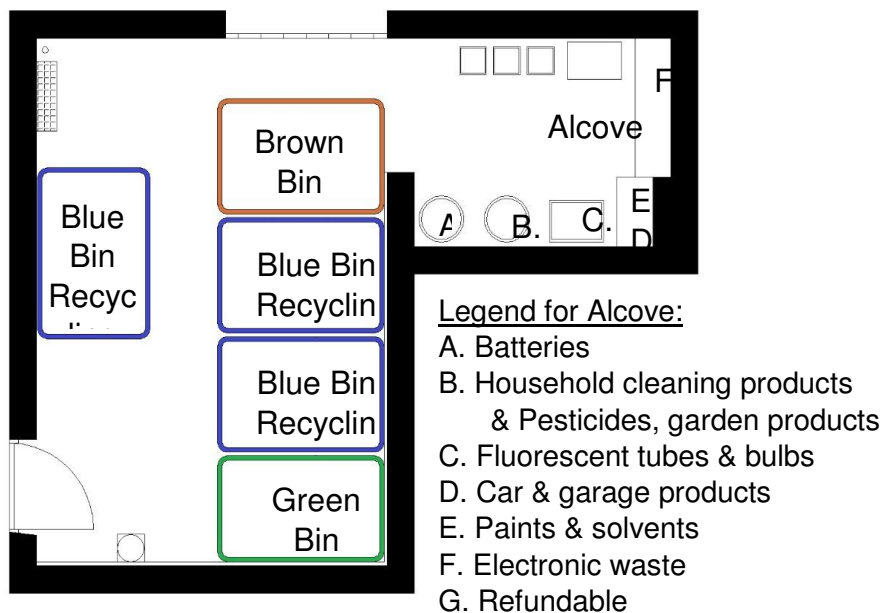 Brown
Bin
Blue
Bin
Recyc
Blue Bin
Recyclin
Blue Bin
Recyclin
Green
Bin
Alcove
F
A
B.
C.
E
D
Legend for Alcove:
A. Batteries
B. Household cleaning products
& Pesticides, garden products
C. Fluorescent tubes & bulbs
D. Car & garage products
E. Paints & solvents
F. Electronic waste
G. Refundable